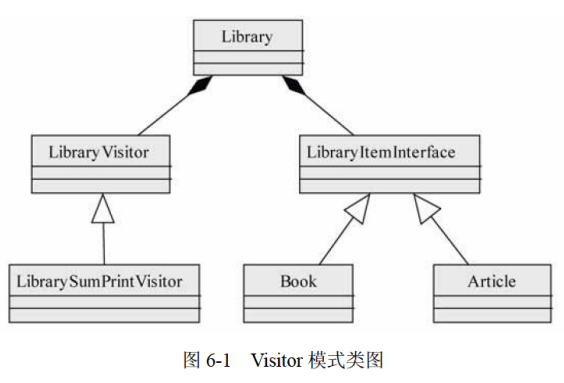 Library
LibraryVisitor
LibraryItemInterface
LibrarySumPrintVisitor
Book
Article
图 6-1 Visitor 模式类图